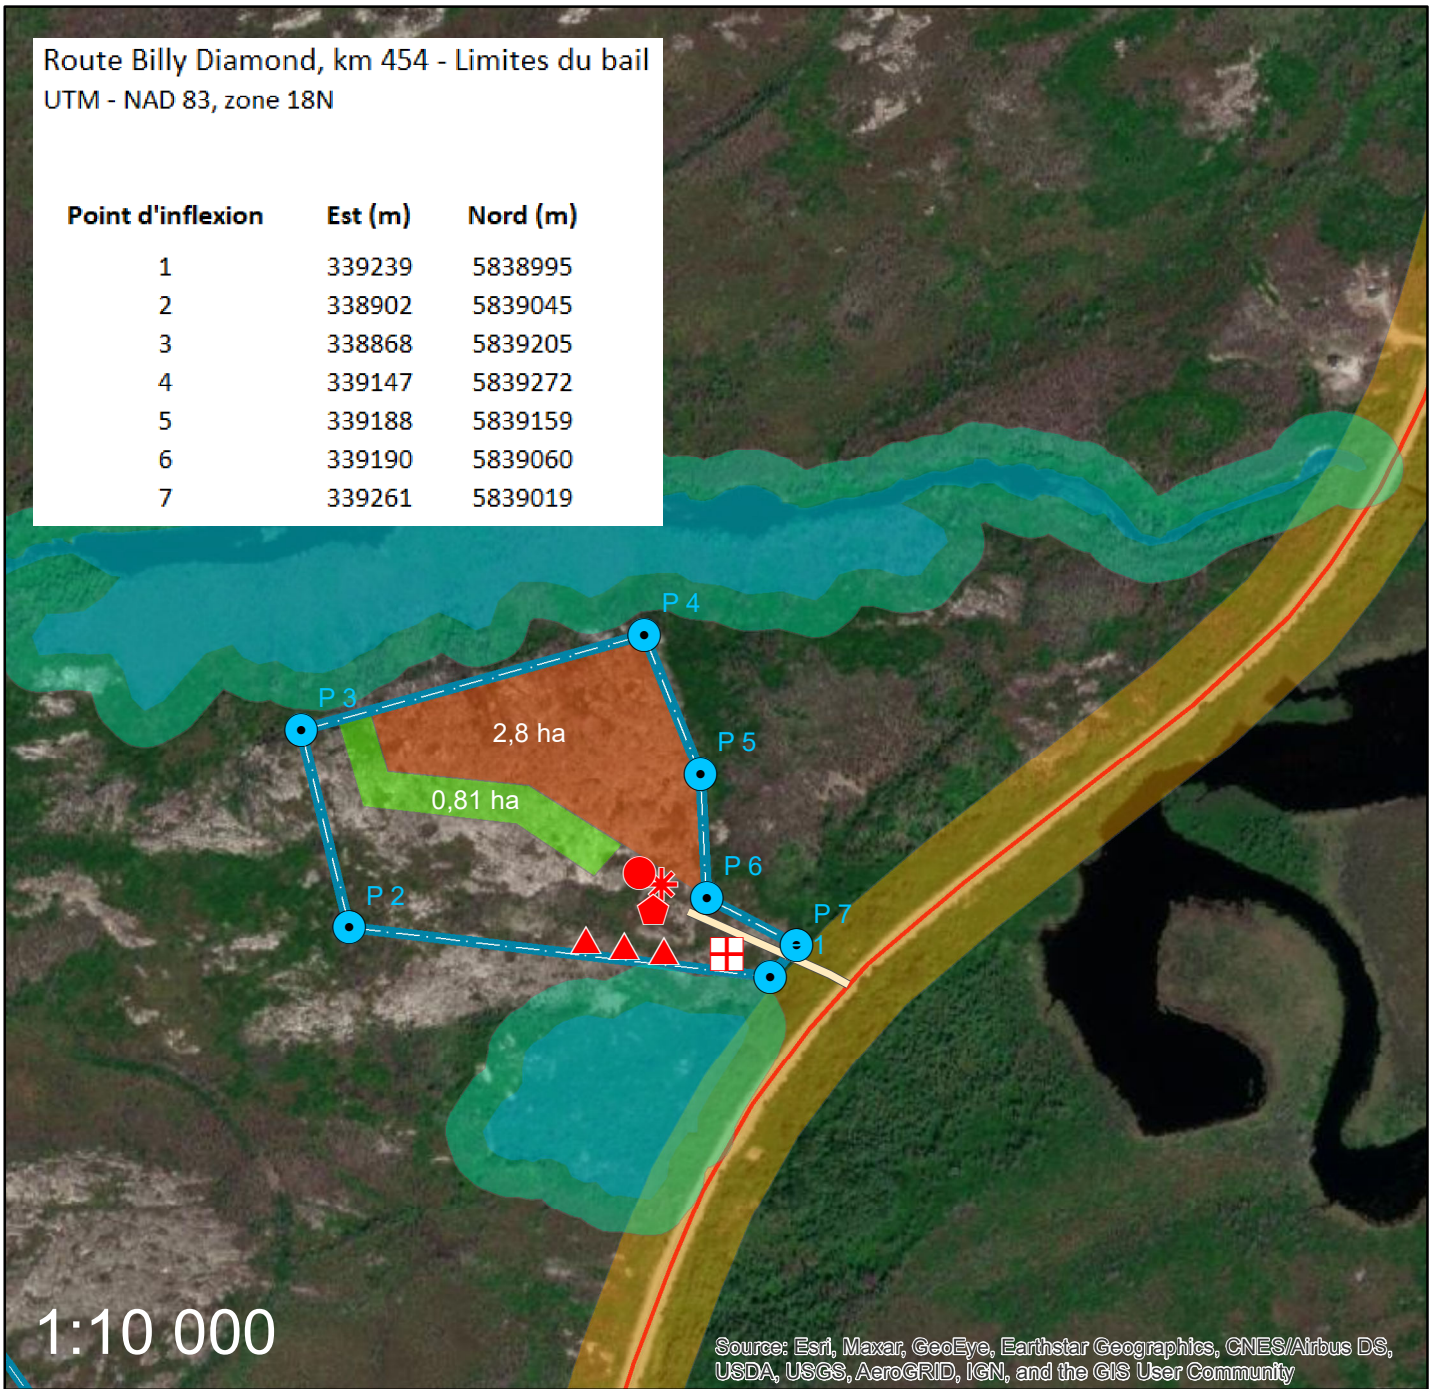 Route Billy Diamond, km 454 - Limites du bail
UTM - NAD 83, zone 18N
Point d'inflexion Est (m) Nord (m)
1 339239 5838995
2 338902 5839045
3 338868 5839205
4 339147 5839272
5 339188 5839159
6 339190 5839060
7 339261 5839019
P 4
P 3
2,8 ha
P 5
0,81 ha
P 6
P 2
P 7
1
1:10 000
Source: Esri, Maxar, GeoEye, Earthstar Geographics, CNES/Airbus DS,
USDA, USGS, AeroGRID, IGN, and the GIS User Community